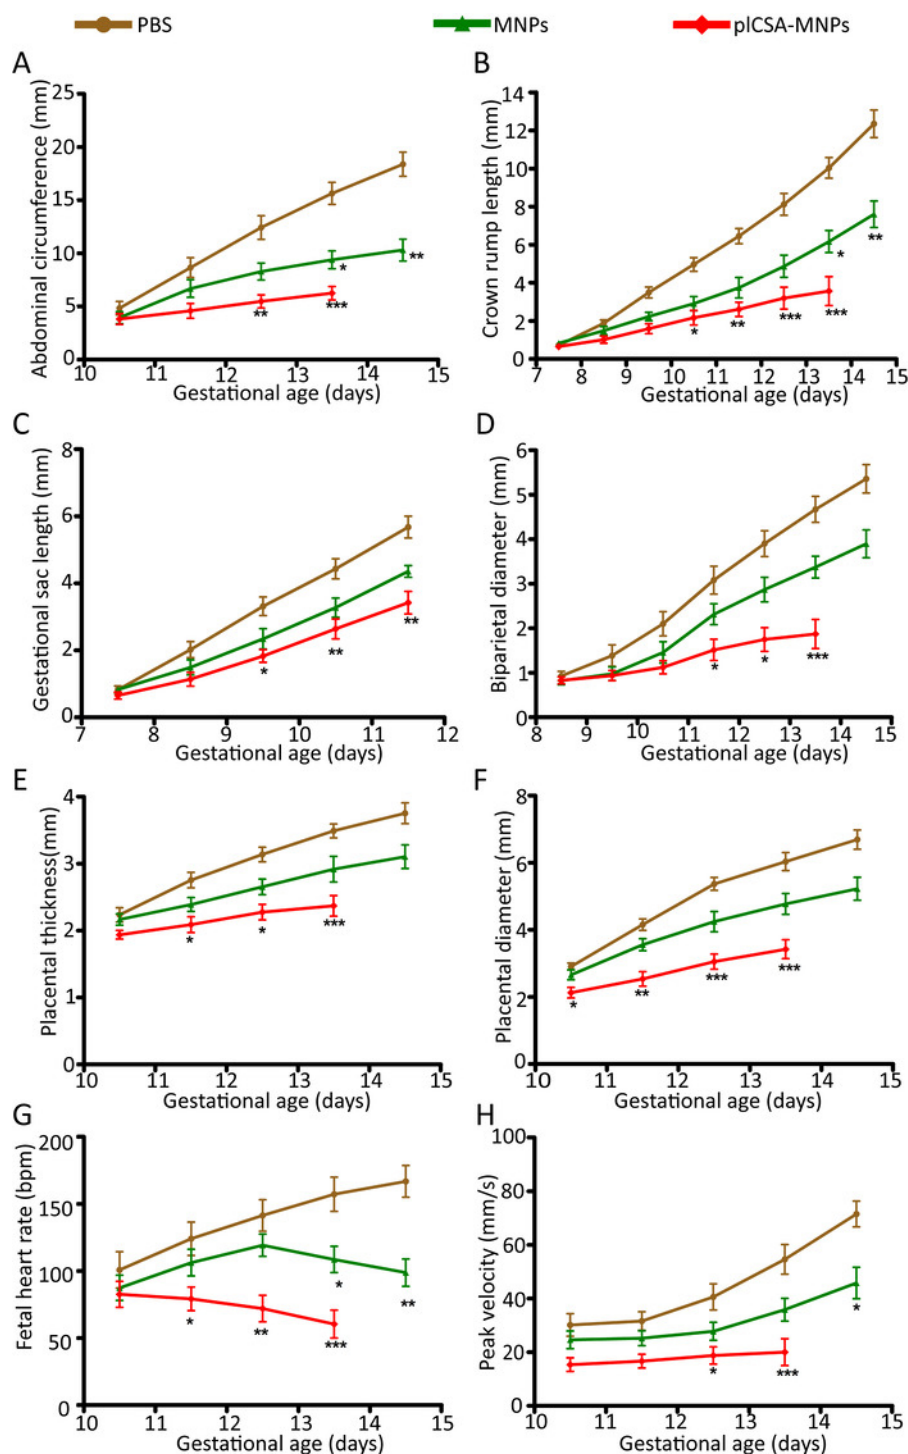 PBS MNPs plCSA-MNPs
A
Abdominal circumference (mm)
25
20
15
10
5
0
** * ** ***
10 11 12 13 14 15
Gestational age (days)
B
Crown rump length (mm)
14
12
10
8
6
4
2
0
** * * ** *** ***
7 8 9 10 11 12 13 14 15
Gestational age (days)
C
Gestational sac length (mm)
8
6
4
2
0
* ** **
7 8 9 10 11 12
Gestational age (days)
D
Biparietal diameter (mm)
6
5
4
3
2
1
0
* * ***
8 9 10 11 12 13 14 15
Gestational age (days)
E
Placental thickness(mm)
4
3
2
1
0
* * ***
10 11 12 13 14 15
Gestational age (days)
F
Placental diameter (mm)
8
6
4
2
0
* ** *** ***
10 11 12 13 14 15
Gestational age (days)
G
Fetal heart rate (bpm)
200
150
100
50
0
* ** * ** ***
10 11 12 13 14 15
Gestational age (days)
H
Peak velocity (mm/s)
100
80
60
40
20
0
* * ***
10 11 12 13 14 15
Gestational age (days)